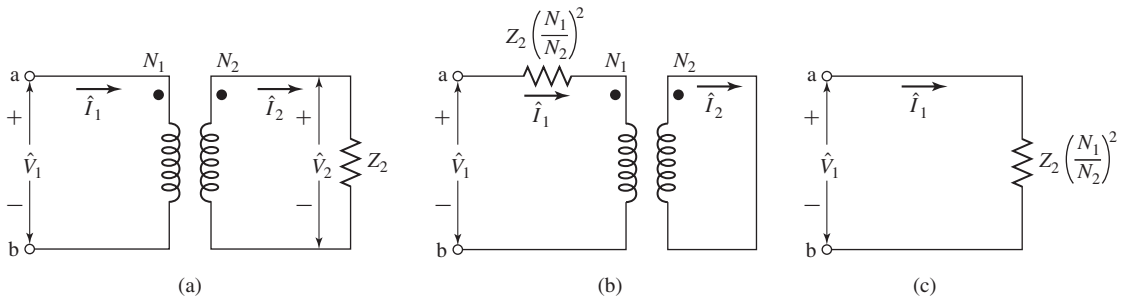 a
N₁
N₂
Î₁
Î₂
+
+
V̂₁
V̂₂
Z₂
−
−
b
(a)
Z₂(N₁/N₂)²
a
N₁
N₂
Î₁
Î₂
+
V̂₁
−
b
(b)
a
Î₁
+
V̂₁
Z₂(N₁/N₂)²
−
b
(c)